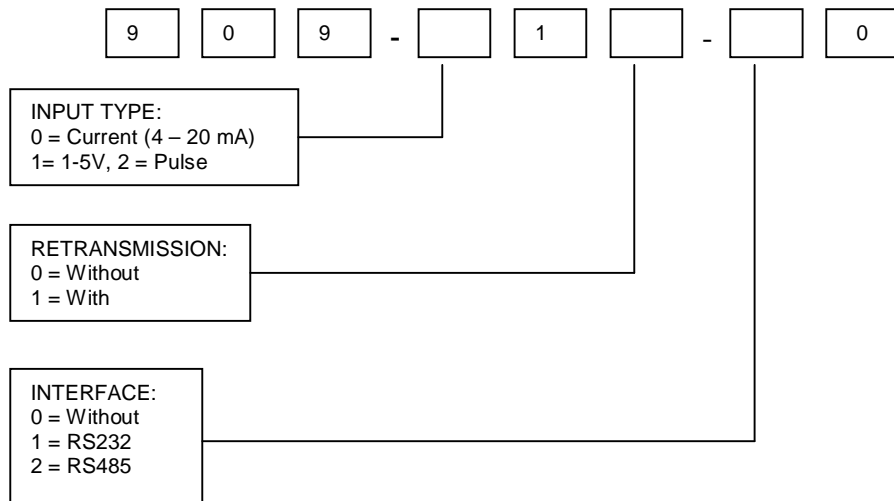 9 0 9 - 1 - 0
INPUT TYPE:
0 = Current (4 – 20 mA)
1= 1-5V, 2 = Pulse
RETRANSMISSION:
0 = Without
1 = With
INTERFACE:
0 = Without
1 = RS232
2 = RS485